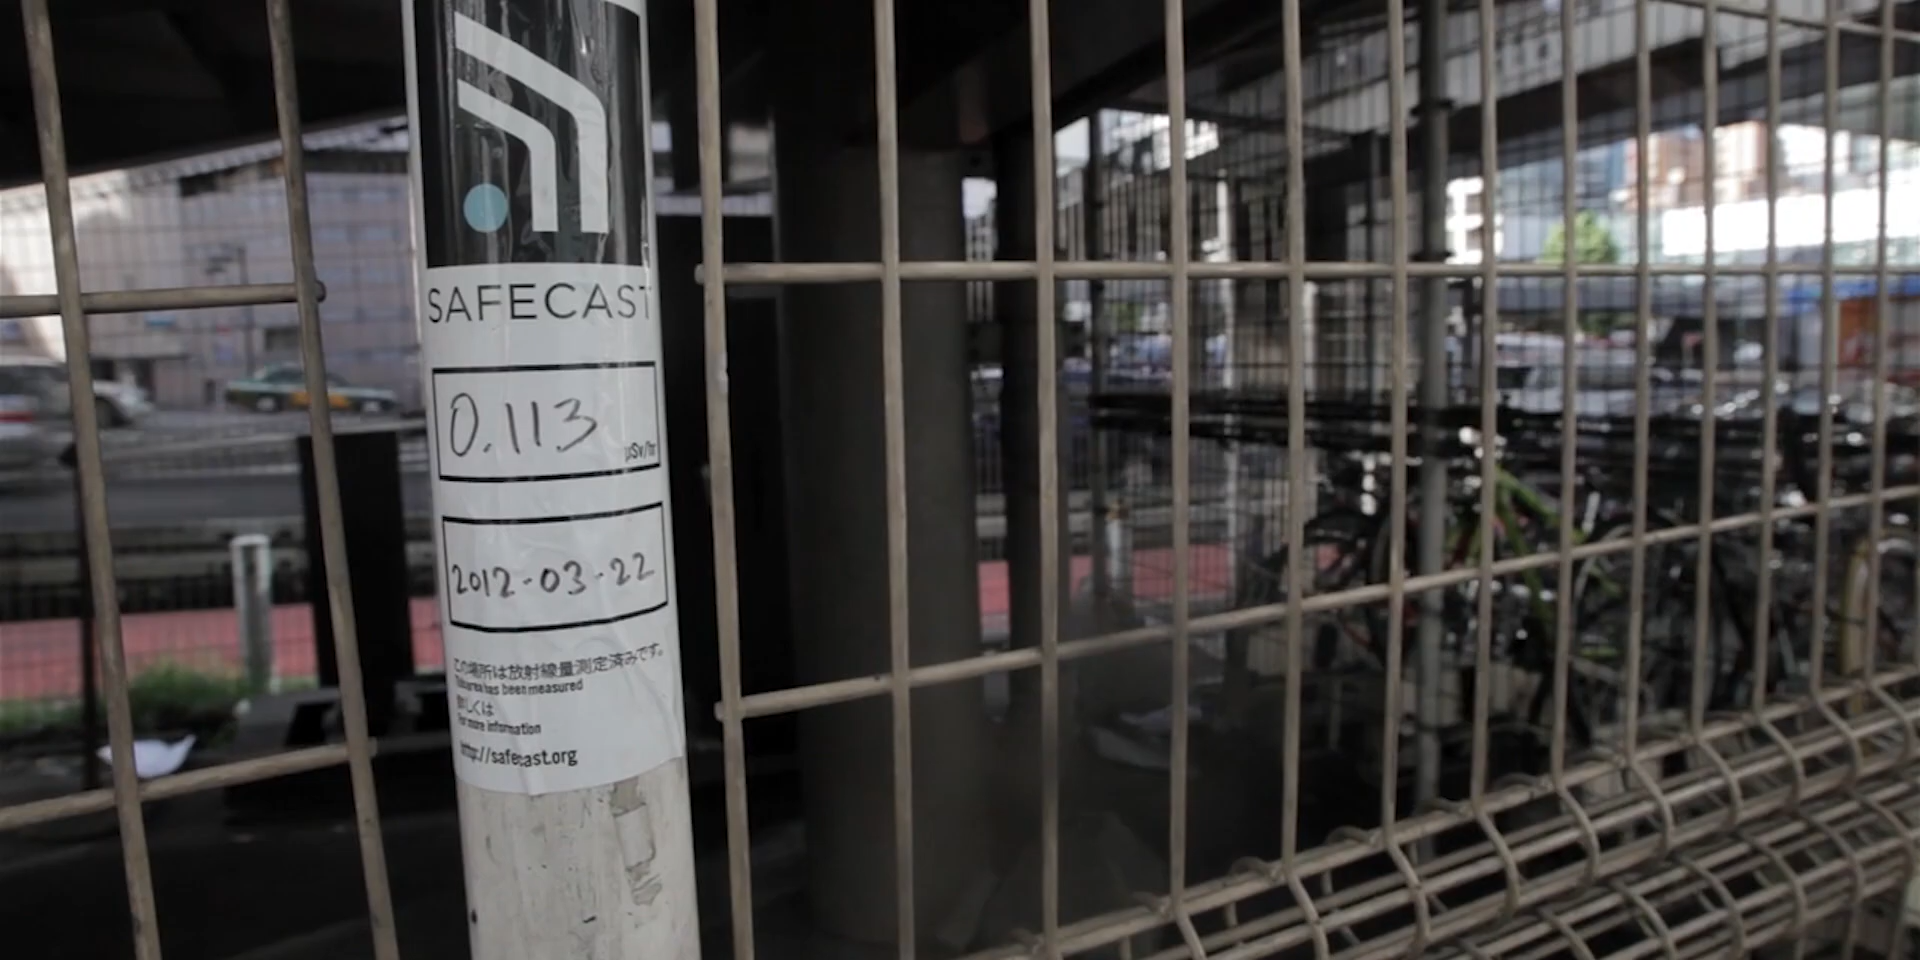 SAFECAST
0.113
µSv/hr
2012-03-22
この場所は放射線量測定済みです。
This area has been measured
詳しくは
For more information
http://safecast.org